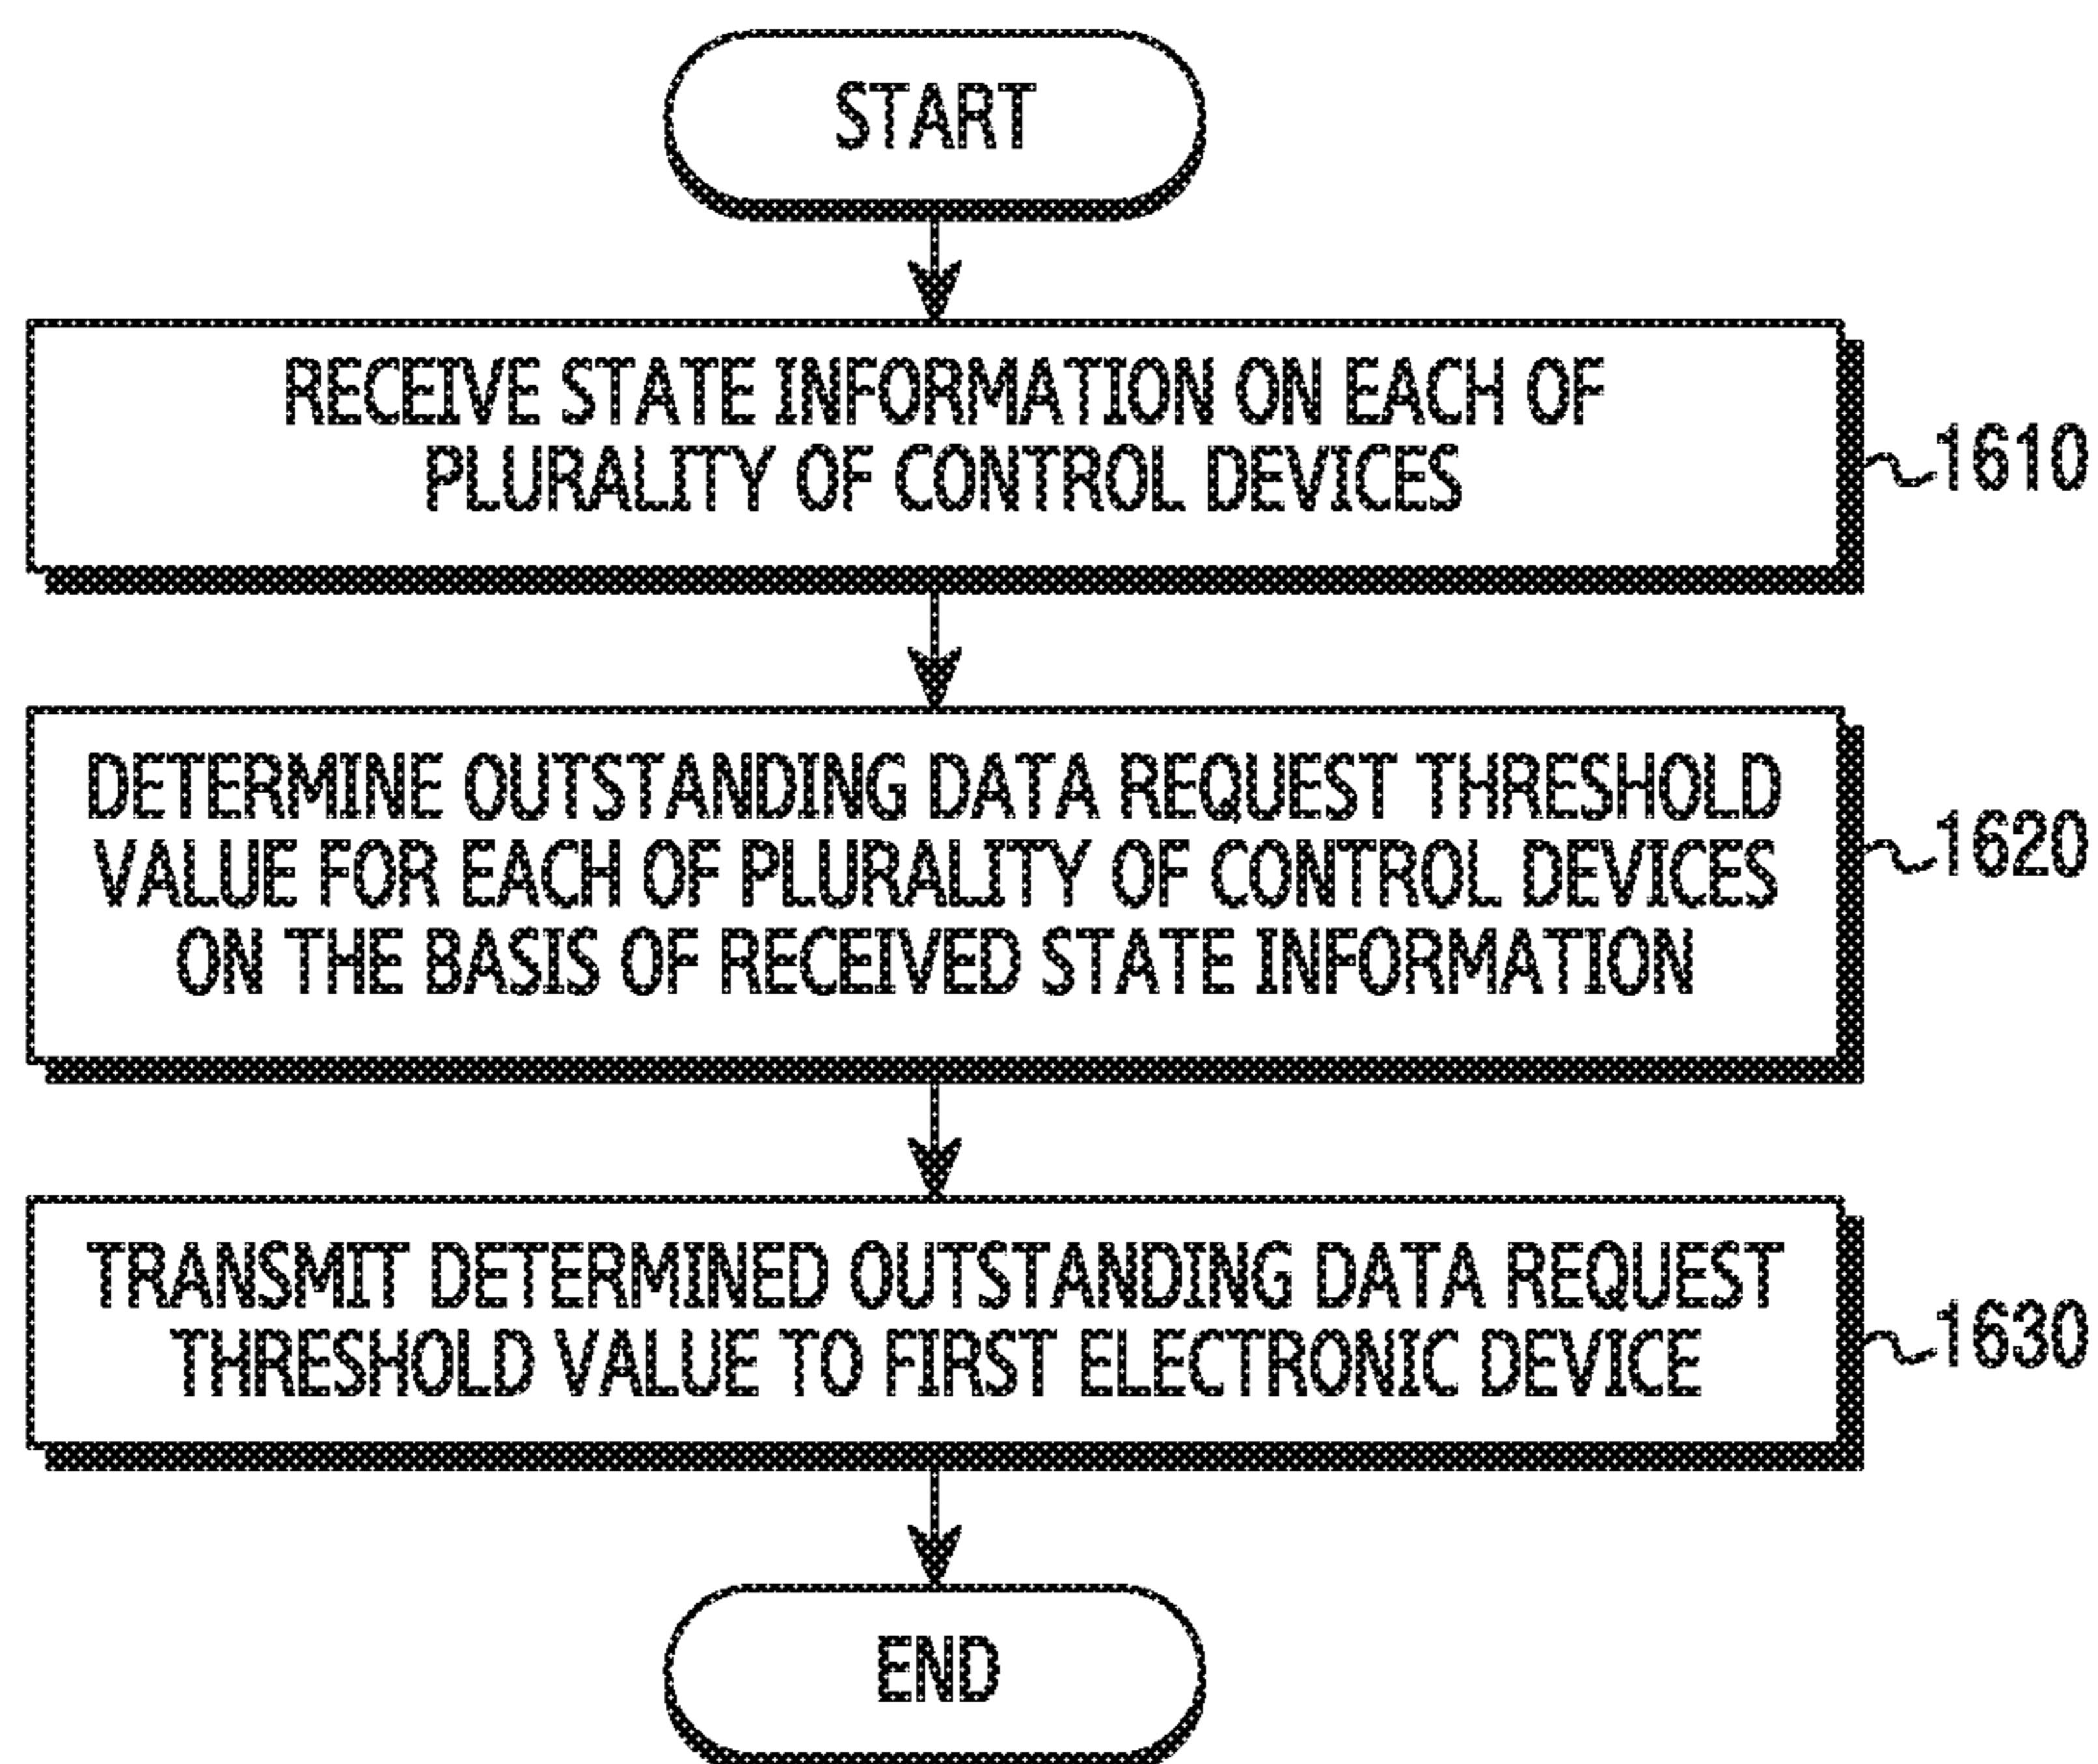 START
RECEIVE STATE INFORMATION ON EACH OF
PLURALITY OF CONTROL DEVICES
1610
DETERMINE OUTSTANDING DATA REQUEST THRESHOLD
VALUE FOR EACH OF PLURALITY OF CONTROL DEVICES
ON THE BASIS OF RECEIVED STATE INFORMATION
1620
TRANSMIT DETERMINED OUTSTANDING DATA REQUEST
THRESHOLD VALUE TO FIRST ELECTRONIC DEVICE
1630
END